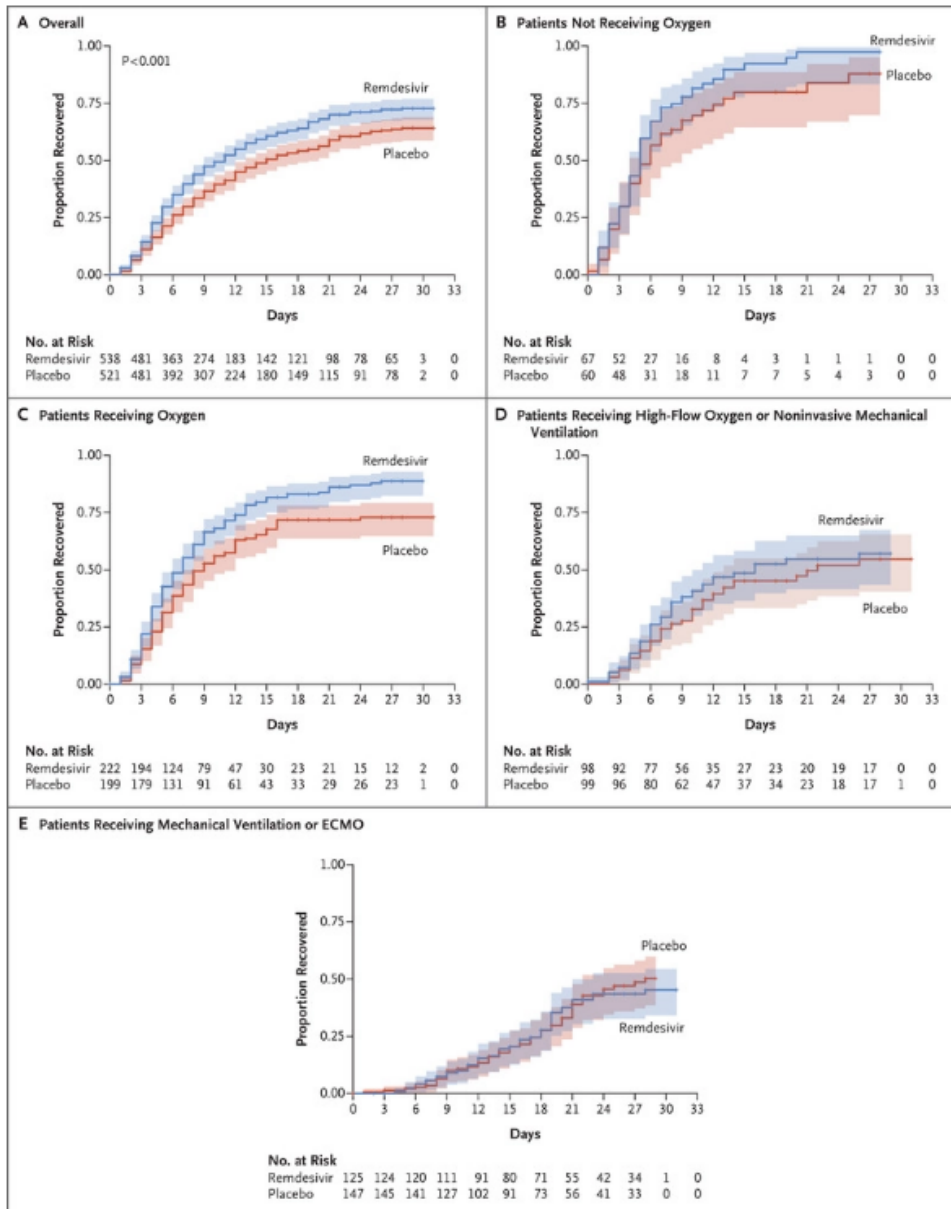 A Overall
P<0.001
Remdesivir
Placebo
Proportion Recovered
1.00
0.75
0.50
0.25
0.00
0 3 6 9 12 15 18 21 24 27 30 33
Days
No. at Risk
Remdesivir 538 481 363 274 183 142 121 98 78 65 3 0
Placebo 521 481 392 307 224 180 149 115 91 78 2 0
B Patients Not Receiving Oxygen
Remdesivir
Placebo
Proportion Recovered
1.00
0.75
0.50
0.25
0.00
0 3 6 9 12 15 18 21 24 27 30 33
Days
No. at Risk
Remdesivir 67 52 27 16 8 4 3 1 1 1 0 0
Placebo 60 48 31 18 11 7 7 5 4 3 0 0
C Patients Receiving Oxygen
Remdesivir
Placebo
Proportion Recovered
1.00
0.75
0.50
0.25
0.00
0 3 6 9 12 15 18 21 24 27 30 33
Days
No. at Risk
Remdesivir 222 194 124 79 47 30 23 21 15 12 2 0
Placebo 199 179 131 91 61 43 33 29 26 23 1 0
D Patients Receiving High-Flow Oxygen or Noninvasive Mechanical
Ventilation
Remdesivir
Placebo
Proportion Recovered
1.00
0.75
0.50
0.25
0.00
0 3 6 9 12 15 18 21 24 27 30 33
Days
No. at Risk
Remdesivir 98 92 77 56 35 27 23 20 19 17 0 0
Placebo 99 96 80 62 47 37 34 23 18 17 1 0
E Patients Receiving Mechanical Ventilation or ECMO
Placebo
Remdesivir
Proportion Recovered
1.00
0.75
0.50
0.25
0.00
0 3 6 9 12 15 18 21 24 27 30 33
Days
No. at Risk
Remdesivir 125 124 120 111 91 80 71 55 42 34 1 0
Placebo 147 145 141 127 102 91 73 56 41 33 0 0